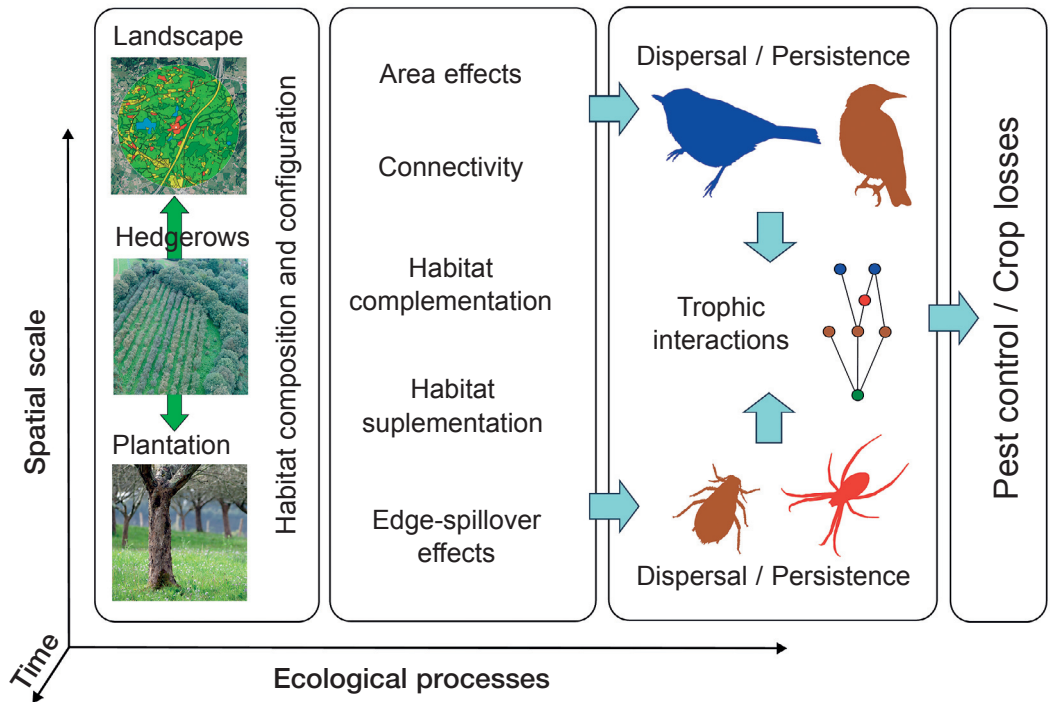 Landscape
Hedgerows
Plantation
Habitat composition and configuration
Area effects
Connectivity
Habitat
complementation
Habitat
suplementation
Edge-spillover
effects
Dispersal / Persistence
Trophic
interactions
Dispersal / Persistence
Pest control / Crop losses
Spatial scale
Time
Ecological processes